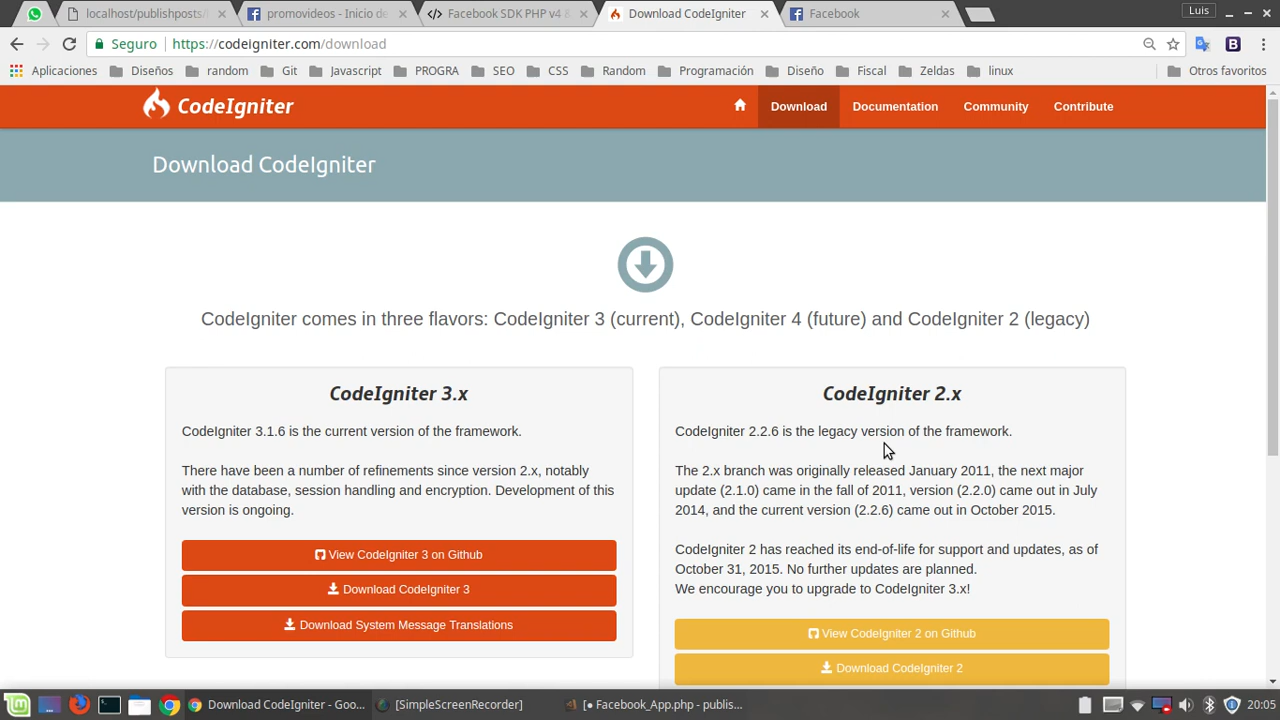 localhost/publishposts/
promovideos - Inicio de
Facebook SDK PHP v4 &
Download CodeIgniter
Facebook
Luis
Seguro
https://codeigniter.com/download
Aplicaciones
Diseños
random
Git
Javascript
PROGRA
SEO
CSS
Random
Programación
Diseño
Fiscal
Zeldas
linux
Otros favoritos
CodeIgniter
Download
Documentation
Community
Contribute
Download CodeIgniter
CodeIgniter comes in three flavors: CodeIgniter 3 (current), CodeIgniter 4 (future) and CodeIgniter 2 (legacy)
CodeIgniter 3.x
CodeIgniter 3.1.6 is the current version of the framework.
There have been a number of refinements since version 2.x, notably
with the database, session handling and encryption. Development of this
version is ongoing.
View CodeIgniter 3 on Github
Download CodeIgniter 3
Download System Message Translations
CodeIgniter 2.x
CodeIgniter 2.2.6 is the legacy version of the framework.
The 2.x branch was originally released January 2011, the next major
update (2.1.0) came in the fall of 2011, version (2.2.0) came out in July
2014, and the current version (2.2.6) came out in October 2015.
CodeIgniter 2 has reached its end-of-life for support and updates, as of
October 31, 2015. No further updates are planned.
We encourage you to upgrade to CodeIgniter 3.x!
View CodeIgniter 2 on Github
Download CodeIgniter 2
Download CodeIgniter - Goo...
[SimpleScreenRecorder]
[● Facebook_App.php - publis...
20:05